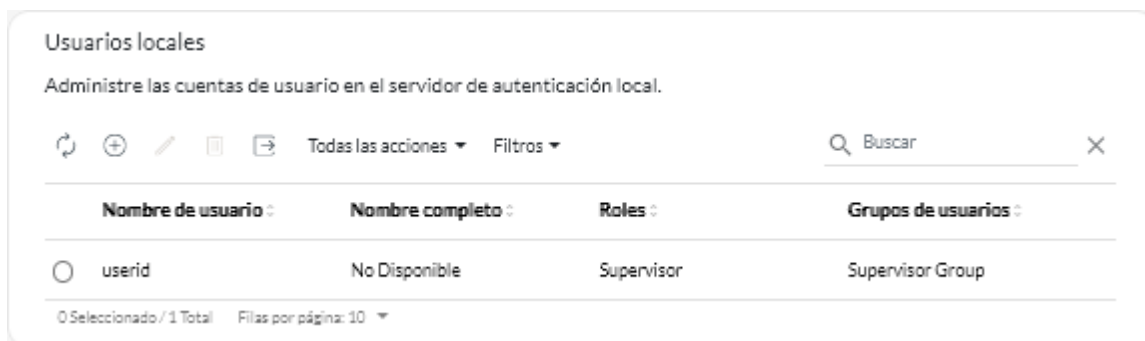 Usuarios locales
Administre las cuentas de usuario en el servidor de autenticación local.
Todas las acciones Filtros Buscar
Nombre de usuario Nombre completo Roles Grupos de usuarios
userid No Disponible Supervisor Supervisor Group
0 Seleccionado / 1 Total Filas por página: 10